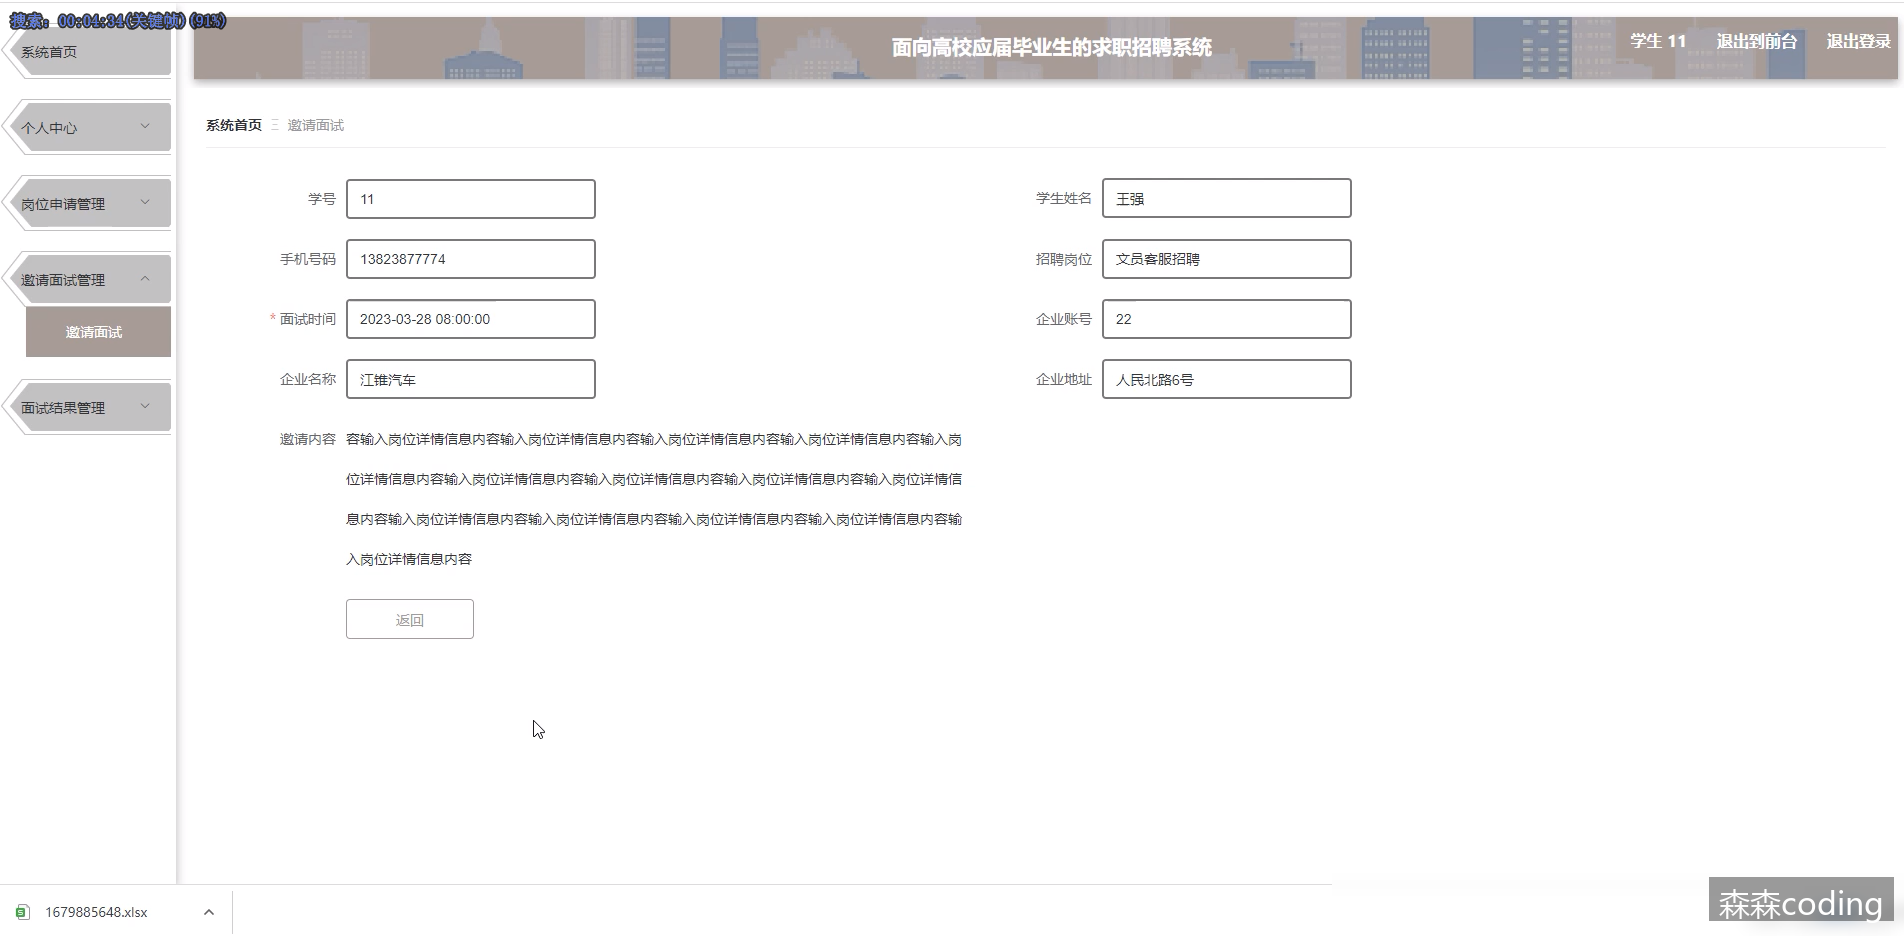 搜索: 00:04:34(关键帧) (91%)
系统首页
面向高校应届毕业生的求职招聘系统
学生 11
退出到前台
退出登录
个人中心
岗位申请管理
邀请面试管理
邀请面试
面试结果管理
系统首页 邀请面试
学号 11
学生姓名 王强
手机号码 13823877774
招聘岗位 文员客服招聘
* 面试时间 2023-03-28 08:00:00
企业账号 22
企业名称 江锥汽车
企业地址 人民北路6号
邀请内容 容输入岗位详情信息内容输入岗位详情信息内容输入岗位详情信息内容输入岗位详情信息内容输入岗
位详情信息内容输入岗位详情信息内容输入岗位详情信息内容输入岗位详情信息内容输入岗位详情信
息内容输入岗位详情信息内容输入岗位详情信息内容输入岗位详情信息内容输入岗位详情信息内容输
入岗位详情信息内容
返回
1679885648.xlsx
森森coding